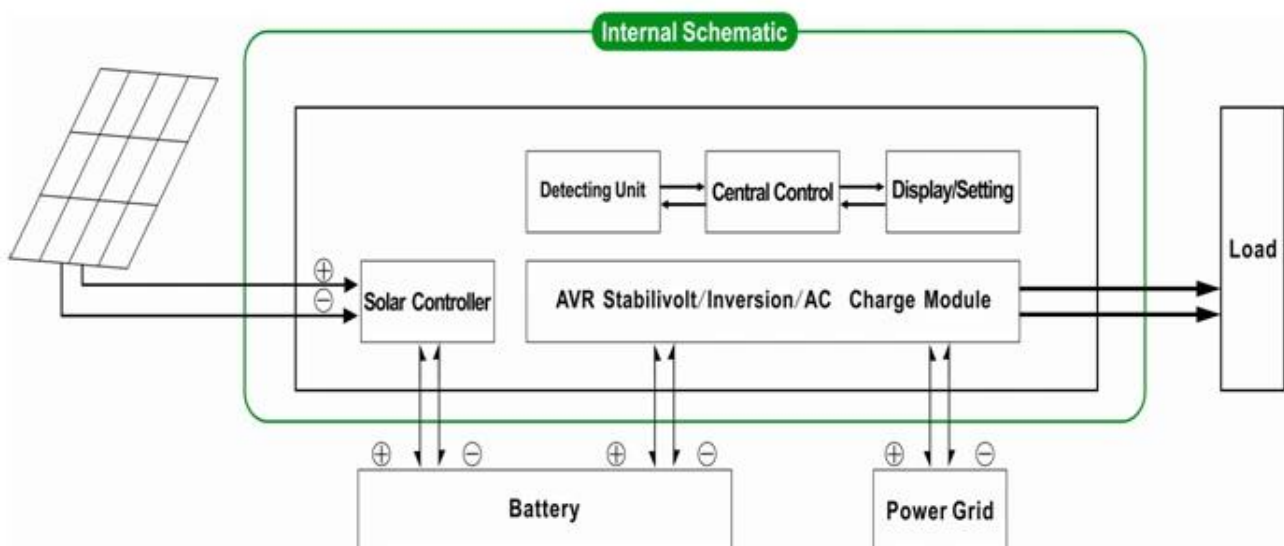 Internal Schematic
Detecting Unit
Central Control
Display/Setting
Load
⊕
⊖
Solar Controller
AVR Stabilivolt/Inversion/AC Charge Module
⊕ ⊖ ⊕ ⊖ ⊕ ⊖
Battery
Power Grid